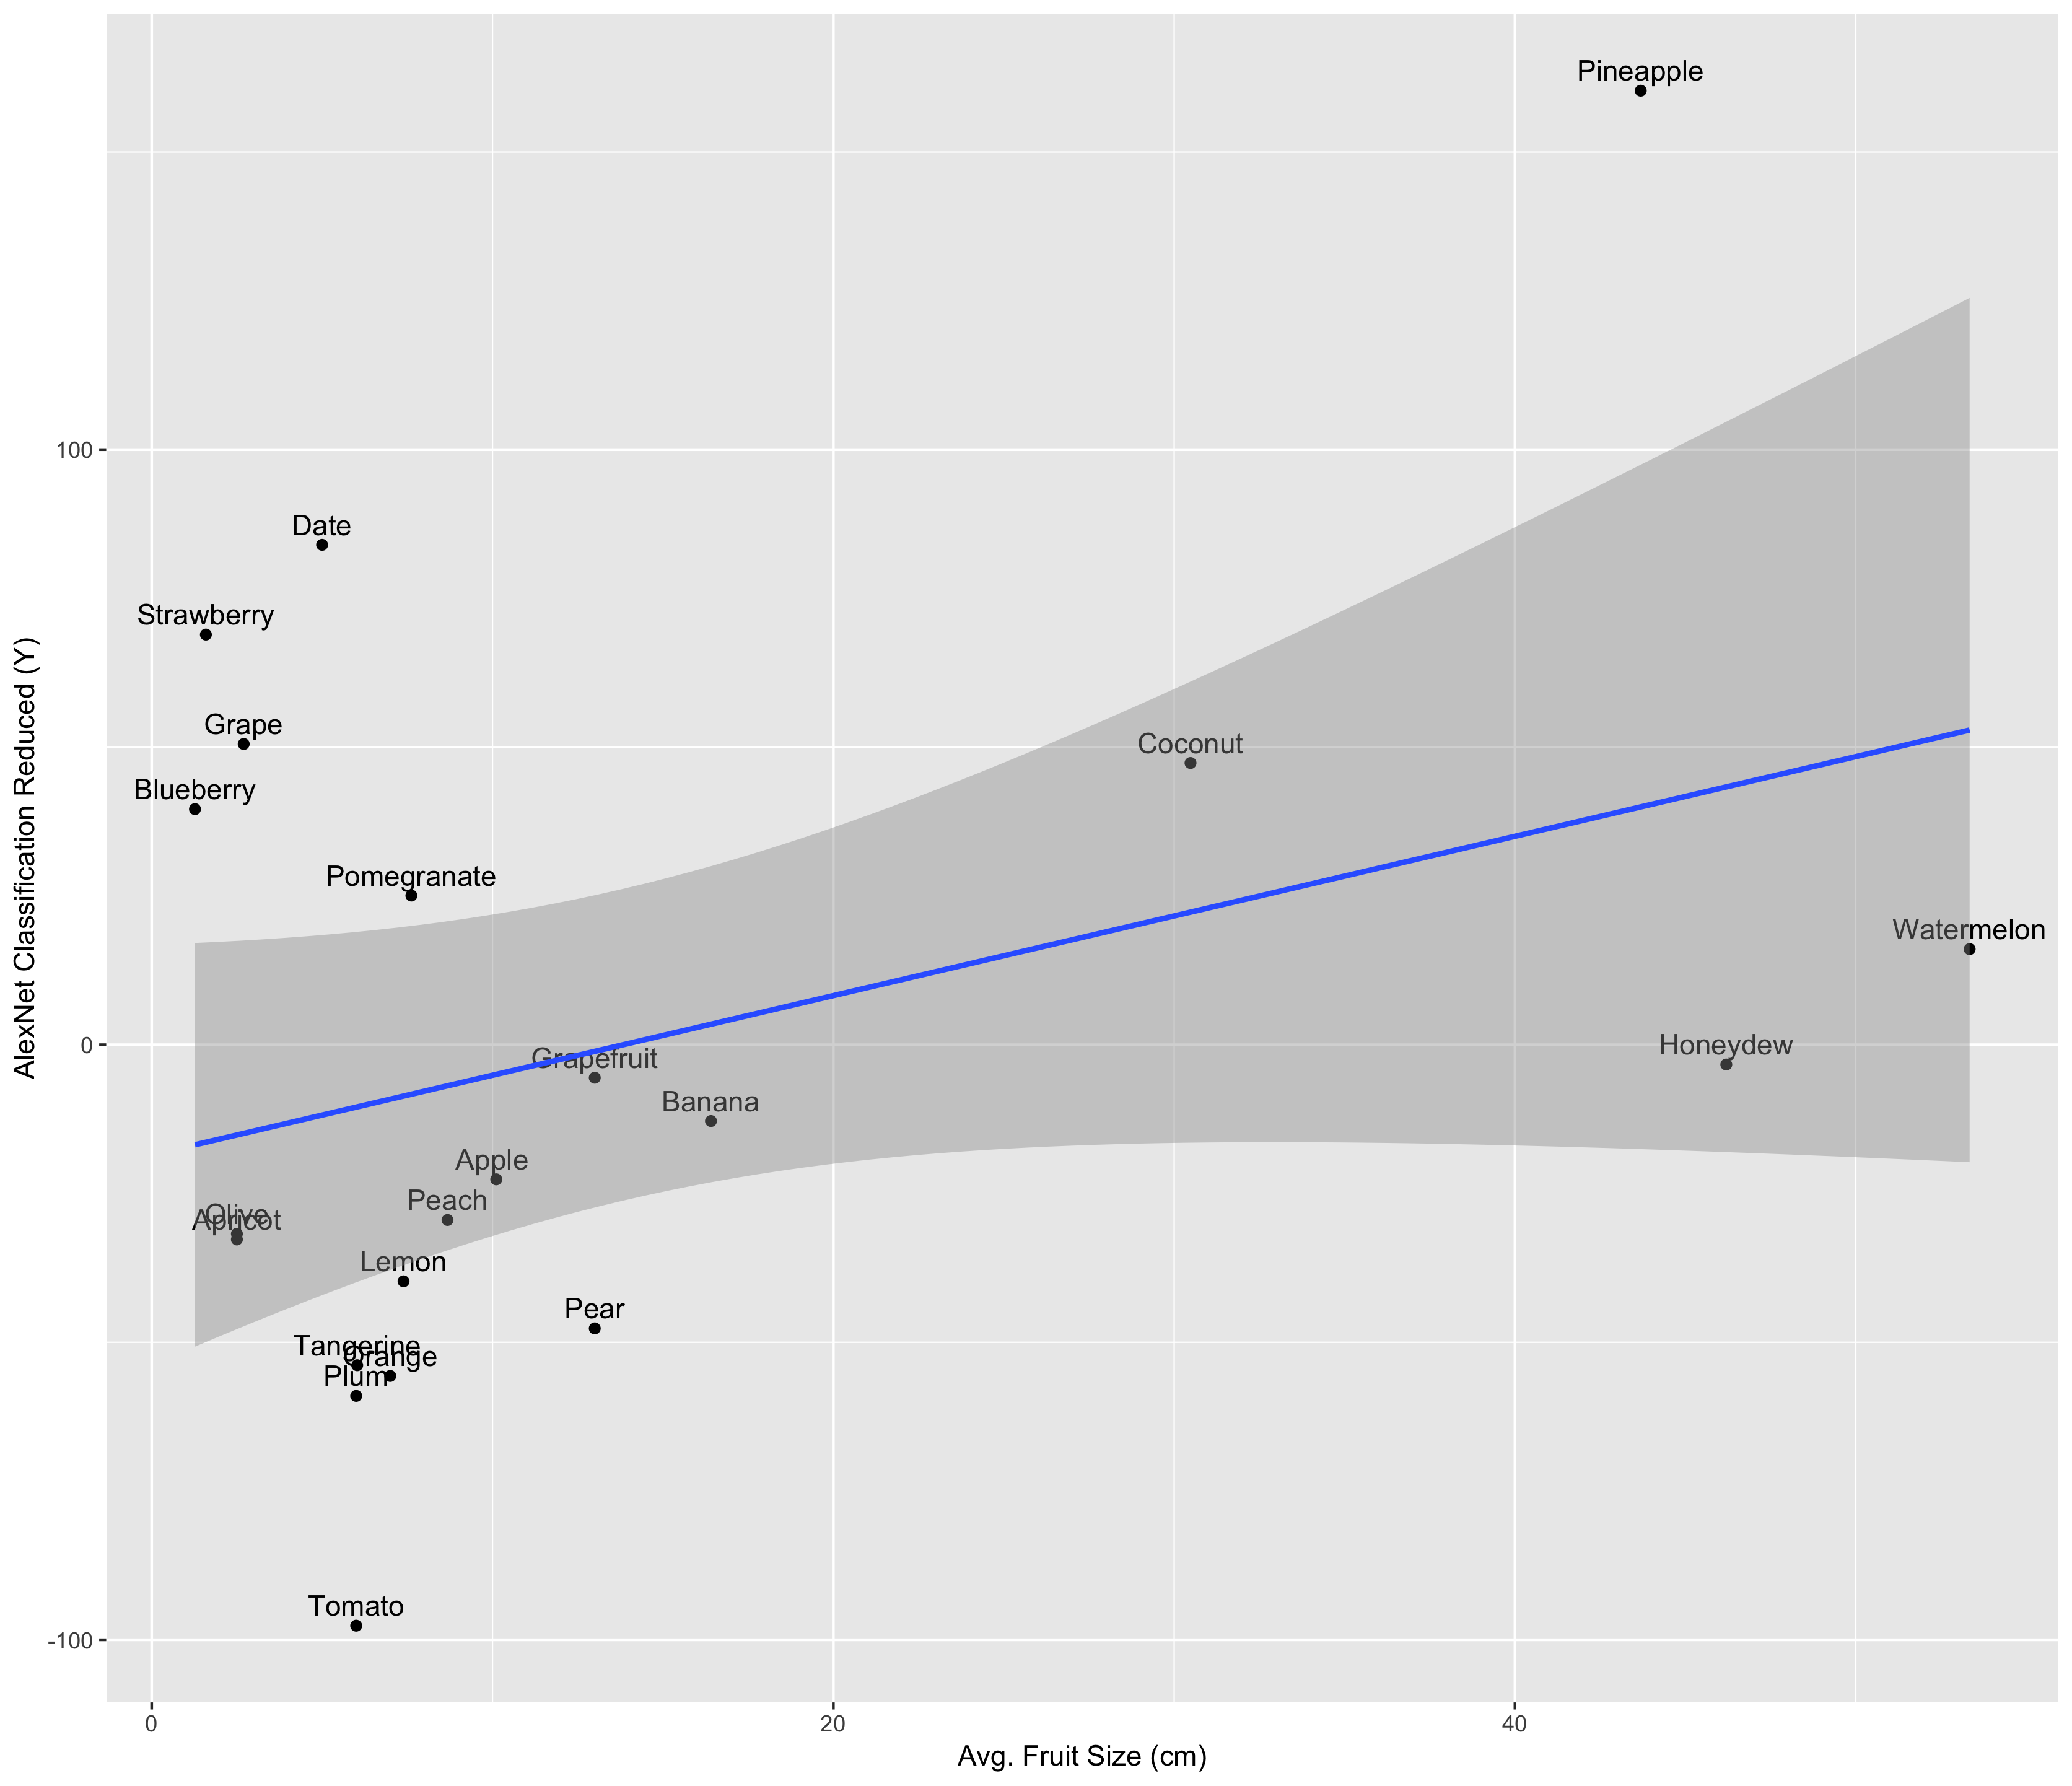 Pineapple
100
Date
Strawberry
Grape
Coconut
Blueberry
Pomegranate
Watermelon
AlexNet Classification Reduced (Y)
0
Honeydew
Grapefruit
Banana
Apple
Peach
Olive
Apricot
Lemon
Pear
Tangerine
Orange
Plum
Tomato
-100
0 20 40
Avg. Fruit Size (cm)